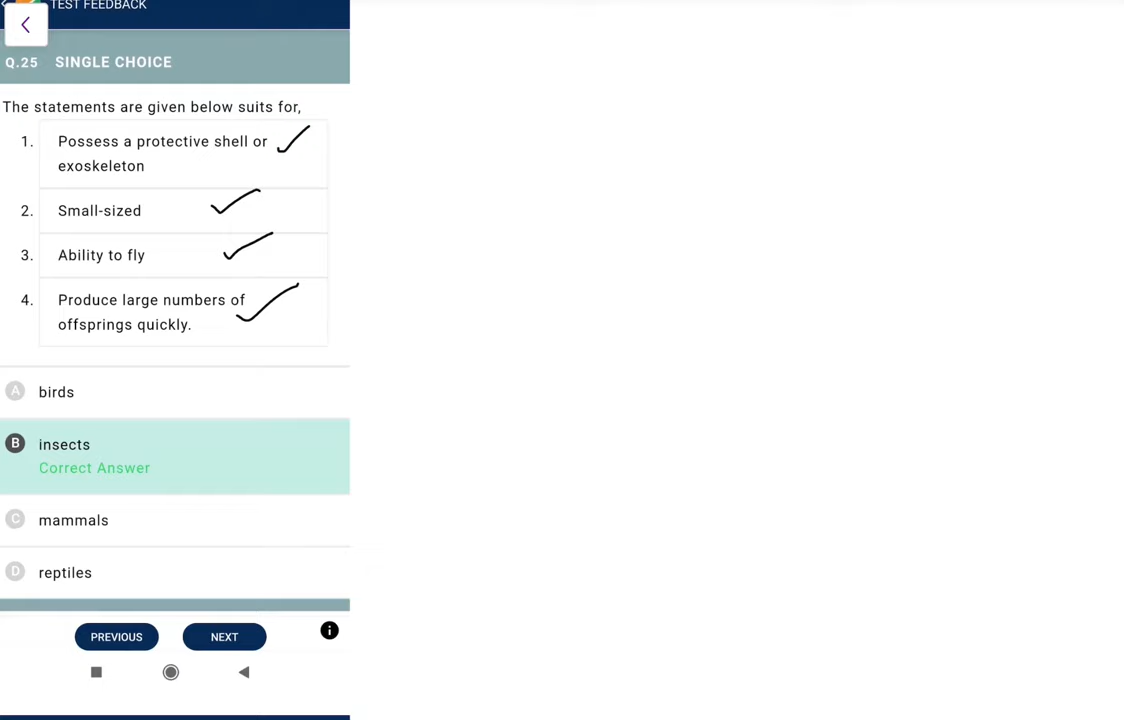 TEST FEEDBACK
Q.25 SINGLE CHOICE
The statements are given below suits for,
1. Possess a protective shell or
exoskeleton
2. Small-sized
3. Ability to fly
4. Produce large numbers of
offsprings quickly.
A birds
B insects
Correct Answer
C mammals
D reptiles
PREVIOUS NEXT